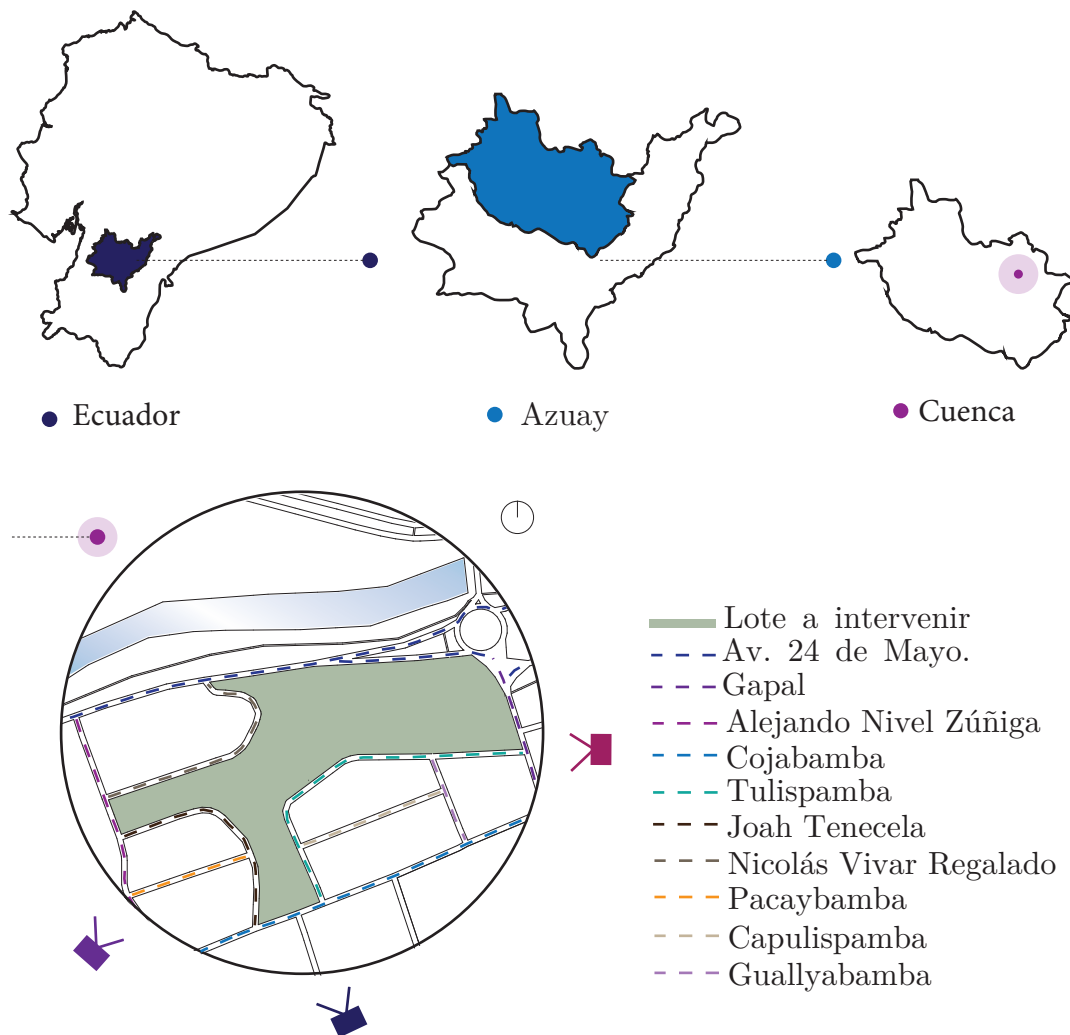 Ecuador
Azuay
Cuenca
Lote a intervenir
Av. 24 de Mayo.
Gapal
Alejando Nivel Zúñiga
Cojabamba
Tulispamba
Joah Tenecela
Nicolás Vivar Regalado
Pacaybamba
Capulispamba
Guallyabamba